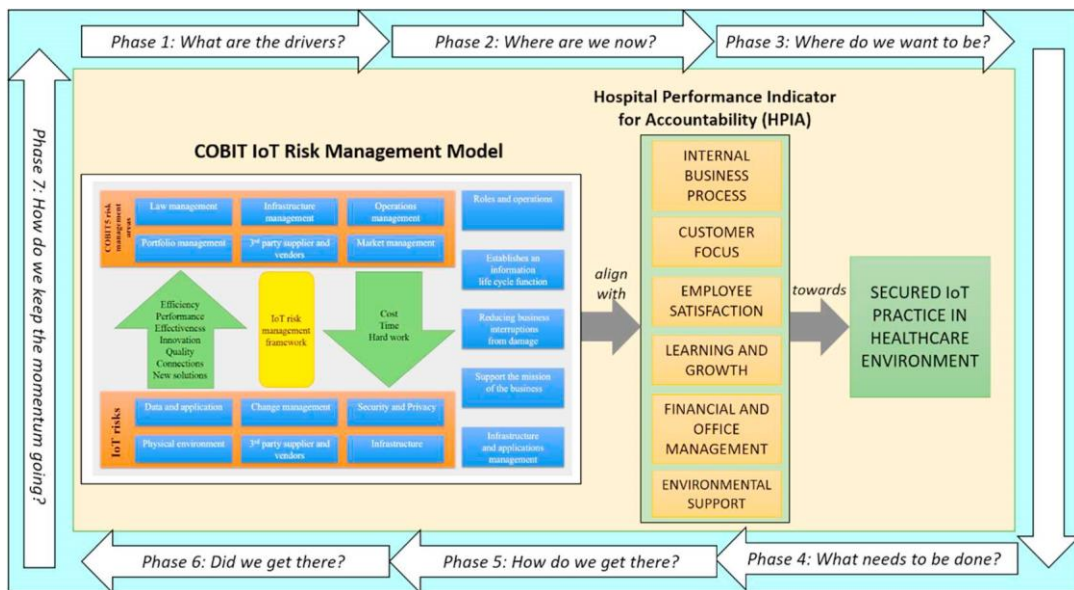 Phase 1: What are the drivers?
Phase 2: Where are we now?
Phase 3: Where do we want to be?
Phase 7: How do we keep the momentum going?
COBIT IoT Risk Management Model
COBIT5 risk
management
areas
Law management
Infrastructure
management
Operations
management
Portfolio management
3rd party supplier and
vendors
Market management
Efficiency
Performance
Effectiveness
Innovation
Quality
Connections
New solutions
IoT risk
management
framework
Cost
Time
Hard work
IoT risks
Data and application
Change management
Security and Privacy
Physical environment
3rd party supplier and
vendors
Infrastructure
Roles and operations
Establishes an
information
life cycle function
Reducing business
interruptions
from damage
Support the mission
of the business
Infrastructure
and applications
management
align
with
Hospital Performance Indicator
for Accountability (HPIA)
INTERNAL
BUSINESS
PROCESS
CUSTOMER
FOCUS
EMPLOYEE
SATISFACTION
LEARNING AND
GROWTH
FINANCIAL AND
OFFICE
MANAGEMENT
ENVIRONMENTAL
SUPPORT
towards
SECURED IoT
PRACTICE IN
HEALTHCARE
ENVIRONMENT
Phase 6: Did we get there?
Phase 5: How do we get there?
Phase 4: What needs to be done?